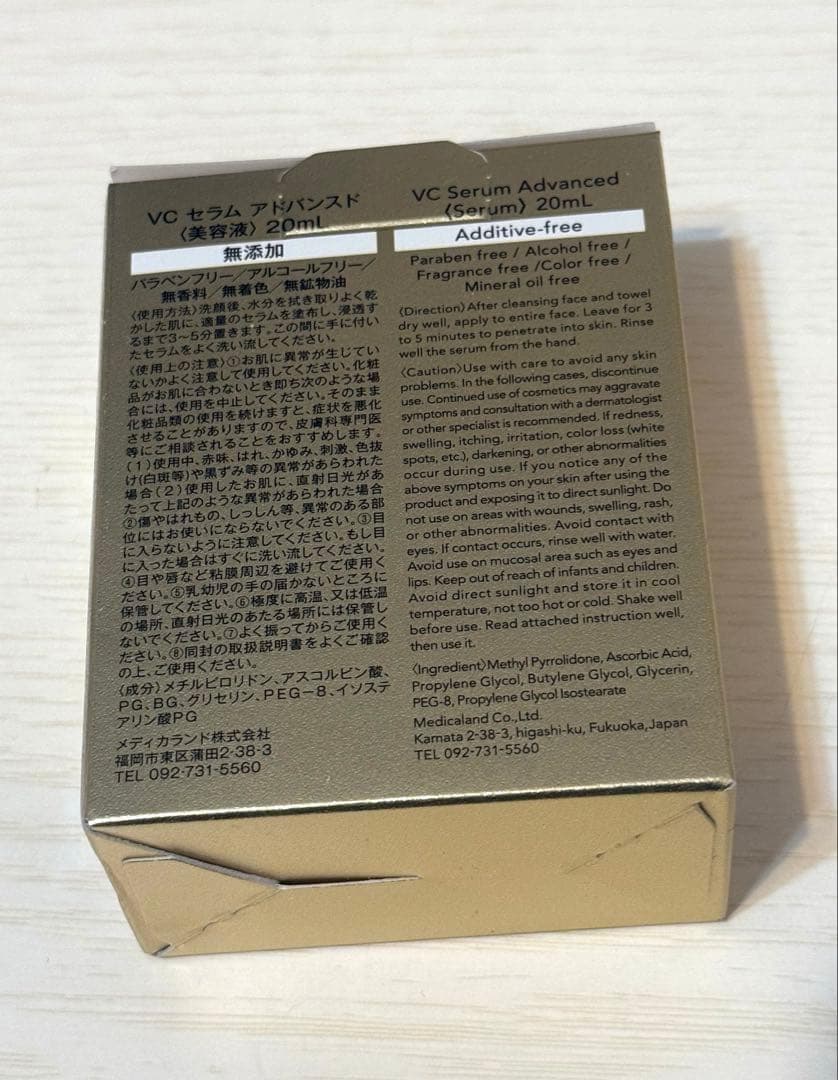 VC セラム アドバンスド
〈美容液〉20mL
無添加
パラベンフリー／アルコールフリー／
無香料／無着色／無鉱物油
〈使用方法〉洗顔後、水分を拭き取りよく乾
かした肌に、適量のセラムを塗布し、浸透す
るまで3〜5分置きます。この間に手に付い
たセラムをよく洗い流してください。
〈使用上の注意〉①お肌に異常が生じてい
ないかよく注意して使用してください。化粧
品がお肌に合わないとき即ち次のような場
合には、使用を中止してください。そのまま
化粧品類の使用を続けますと、症状を悪化
させることがありますので、皮膚科専門医
等にご相談されることをおすすめします。
(1)使用中、赤味、はれ、かゆみ、刺激、色抜
け(白斑等)や黒ずみ等の異常があらわれた
場合(2)使用したお肌に、直射日光があ
たって上記のような異常があらわれた場合
②傷やはれもの、しっしん等、異常のある部
位にはお使いにならないでください。③目
に入らないように注意してください。もし目
に入った場合はすぐに洗い流してください。
④目や唇など粘膜周辺を避けてご使用く
ださい。⑤乳幼児の手の届かないところに
保管してください。⑥極度に高温、又は低温
の場所、直射日光のあたる場所には保管し
ないでください。⑦よく振ってからご使用く
ださい。⑧同封の取扱説明書をよくご確認
の上、ご使用ください。
〈成分〉メチルピロリドン、アスコルビン酸、
PG、BG、グリセリン、PEG-8、イソステ
アリン酸PG
メディカランド株式会社
福岡市東区蒲田2-38-3
TEL 092-731-5560
VC Serum Advanced
〈Serum〉20mL
Additive-free
Paraben free / Alcohol free /
Fragrance free /Color free /
Mineral oil free
〈Direction〉After cleansing face and towel
dry well, apply to entire face. Leave for 3
to 5 minutes to penetrate into skin. Rinse
well the serum from the hand.
〈Caution〉Use with care to avoid any skin
problems. In the following cases, discontinue
use. Continued use of cosmetics may aggravate
symptoms and consultation with a dermatologist
or other specialist is recommended. If redness,
swelling, itching, irritation, color loss (white
spots, etc.), darkening, or other abnormalities
occur during use. If you notice any of the
above symptoms on your skin after using the
product and exposing it to direct sunlight. Do
not use on areas with wounds, swelling, rash,
or other abnormalities. Avoid contact with
eyes. If contact occurs, rinse well with water.
Avoid use on mucosal area such as eyes and
lips. Keep out of reach of infants and children.
Avoid direct sunlight and store it in cool
temperature, not too hot or cold. Shake well
before use. Read attached instruction well,
then use it.
〈Ingredient〉Methyl Pyrrolidone, Ascorbic Acid,
Propylene Glycol, Butylene Glycol, Glycerin,
PEG-8, Propylene Glycol Isostearate
Medicaland Co.,Ltd.
Kamata 2-38-3, higashi-ku, Fukuoka,Japan
TEL 092-731-5560